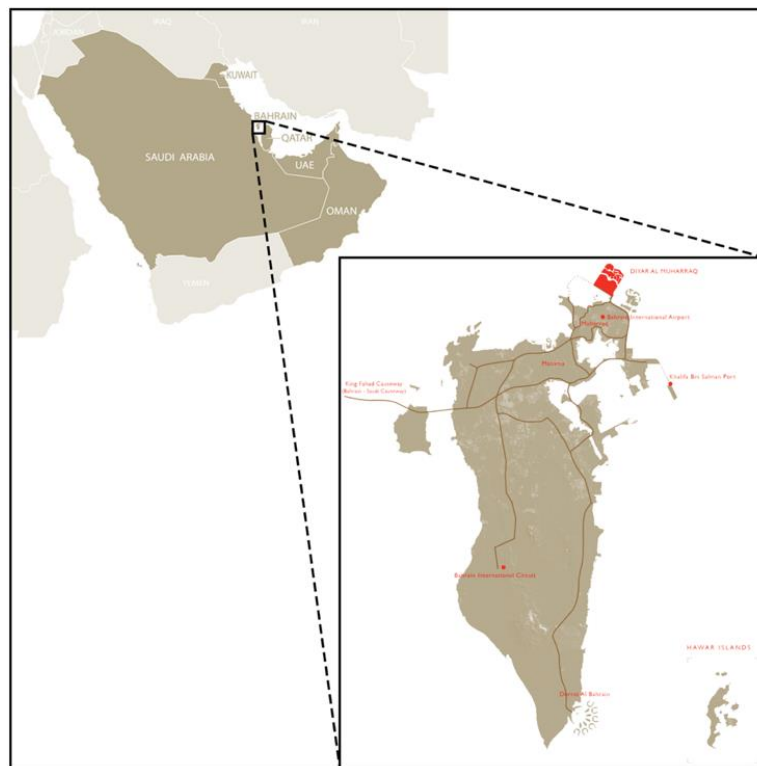 JORDAN
IRAQ
IRAN
KUWAIT
BAHRAIN
QATAR
SAUDI ARABIA
UAE
OMAN
YEMEN
DIYAR AL MUHARRAQ
Bahrain International Airport
Muharraq
Manama
Khalifa Bin Salman Port
King Fahad Causeway
(Bahrain - Saudi Causeway)
Bahrain International Circuit
HAWAR ISLANDS
Durrat Al Bahrain